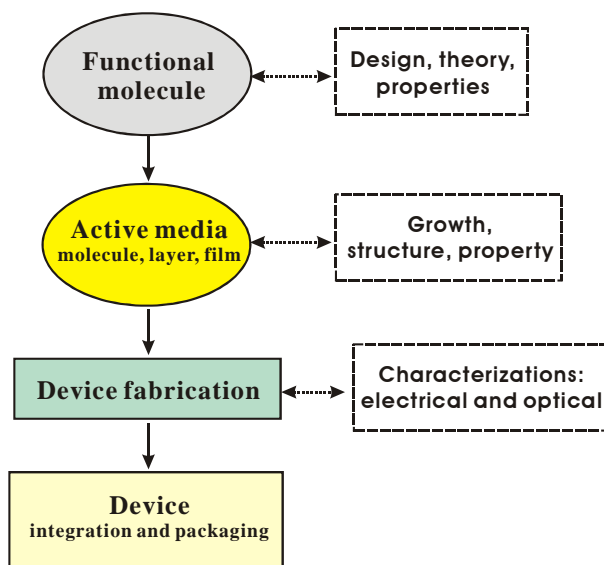 Functional
molecule
Design, theory,
properties
Active media
molecule, layer, film
Growth,
structure, property
Device fabrication
Characterizations:
electrical and optical
Device
integration and packaging